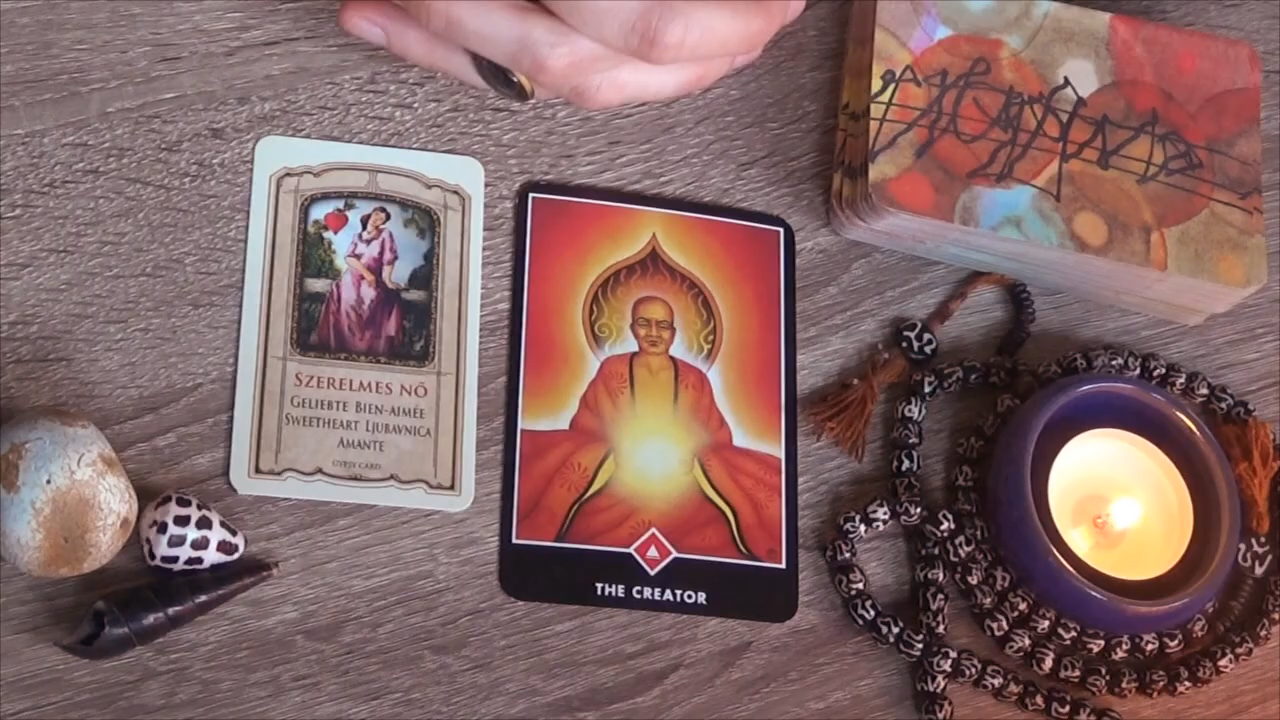 SZERELMES NŐ
GELIEBTE BIEN-AIMÉE
SWEETHEART LJUBAVNICA
AMANTE
GYPSY CARD
THE CREATOR